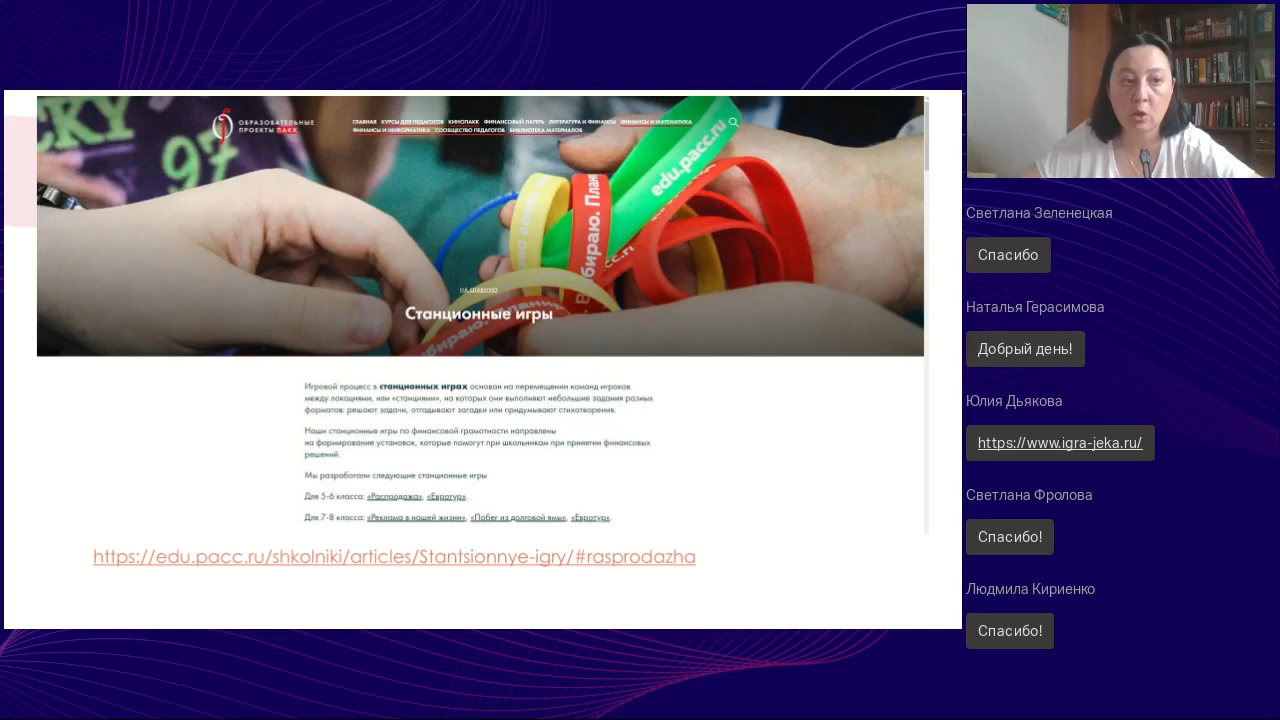 СКУ
97
ОБРАЗОВАТЕЛЬНЫЕ
ПРОЕКТЫ ПАКК
ГЛАВНАЯ КУРСЫ ДЛЯ ПЕДАГОГОВ КИНОПАКК ФИНАНСОВЫЙ ЛАГЕРЬ ЛИТЕРАТУРА И ФИНАНСЫ ФИНАНСЫ И МАТЕМАТИКА
ФИНАНСЫ И ИНФОРМАТИКА СООБЩЕСТВО ПЕДАГОГОВ БИБЛИОТЕКА МАТЕРИАЛОВ
edu.pacc.ru
НА ГЛАВНУЮ
Станционные игры
Игровой процесс в станционных играх основан на перемещении команд игроков
между локациями, или «станциями», на которых они выполняют небольшие задания разных
форматов: решают задачи, отгадывают загадки или придумывают стихотворения.
Наши станционные игры по финансовой грамотности направлены
на формирование установок, которые помогут при школьникам при принятии финансовых
решений.
Мы разработали следующие станционные игры
Для 5-6 класса: «Распродажа», «Евротур».
Для 7-8 класса: «Реклама в нашей жизни», «Побег из долговой ямы», «Евротур».
https://edu.pacc.ru/shkolniki/articles/Stantsionnye-igry/#rasprodazha
Светлана Зеленецкая
Спасибо
Наталья Герасимова
Добрый день!
Юлия Дьякова
https://www.igra-jeka.ru/
Светлана Фролова
Спасибо!
Людмила Кириенко
Спасибо!